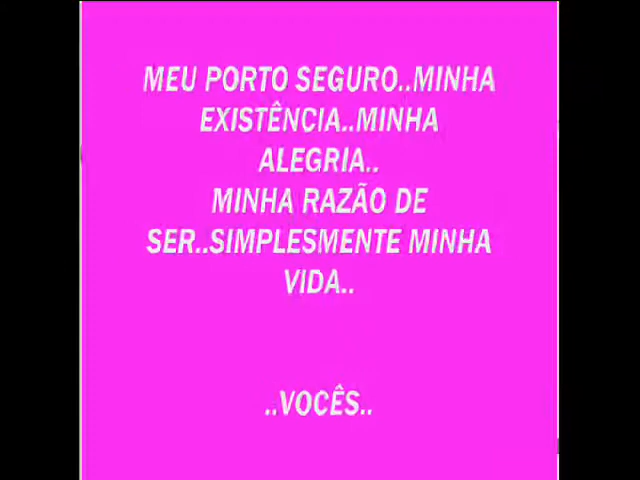 MEU PORTO SEGURO..MINHA
EXISTÊNCIA..MINHA
ALEGRIA..
MINHA RAZÃO DE
SER..SIMPLESMENTE MINHA
VIDA..
..VOCÊS..